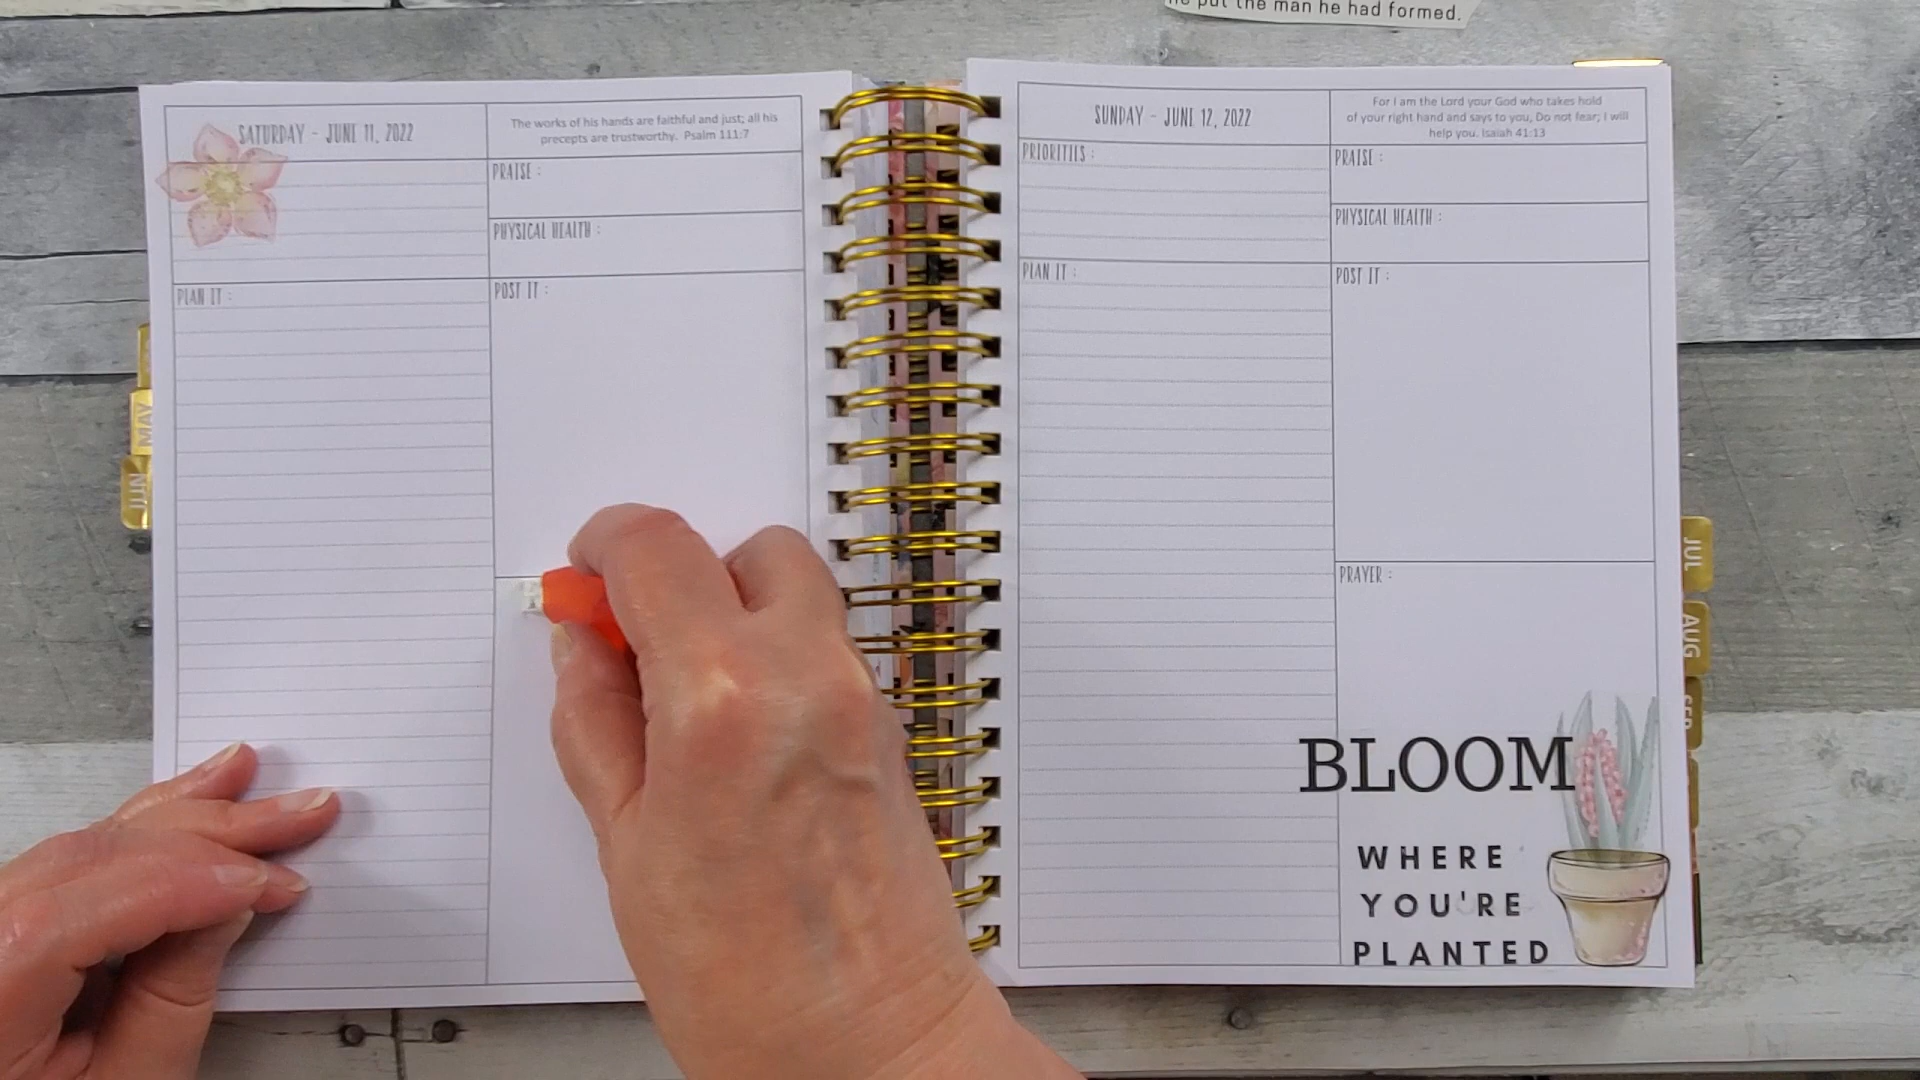 he put the man he had formed.
SATURDAY - JUNE 11, 2022
The works of his hands are faithful and just; all his
precepts are trustworthy. Psalm 111:7
PRAISE :
PHYSICAL HEALTH :
PLAN IT :
POST IT :
SUNDAY - JUNE 12, 2022
For I am the Lord your God who takes hold
of your right hand and says to you, Do not fear; I will
help you. Isaiah 41:13
PRIORITIES :
PRAISE :
PHYSICAL HEALTH :
PLAN IT :
POST IT :
PRAYER :
BLOOM
WHERE
YOU'RE
PLANTED
MAY
JUN
JUL
AUG
SEP